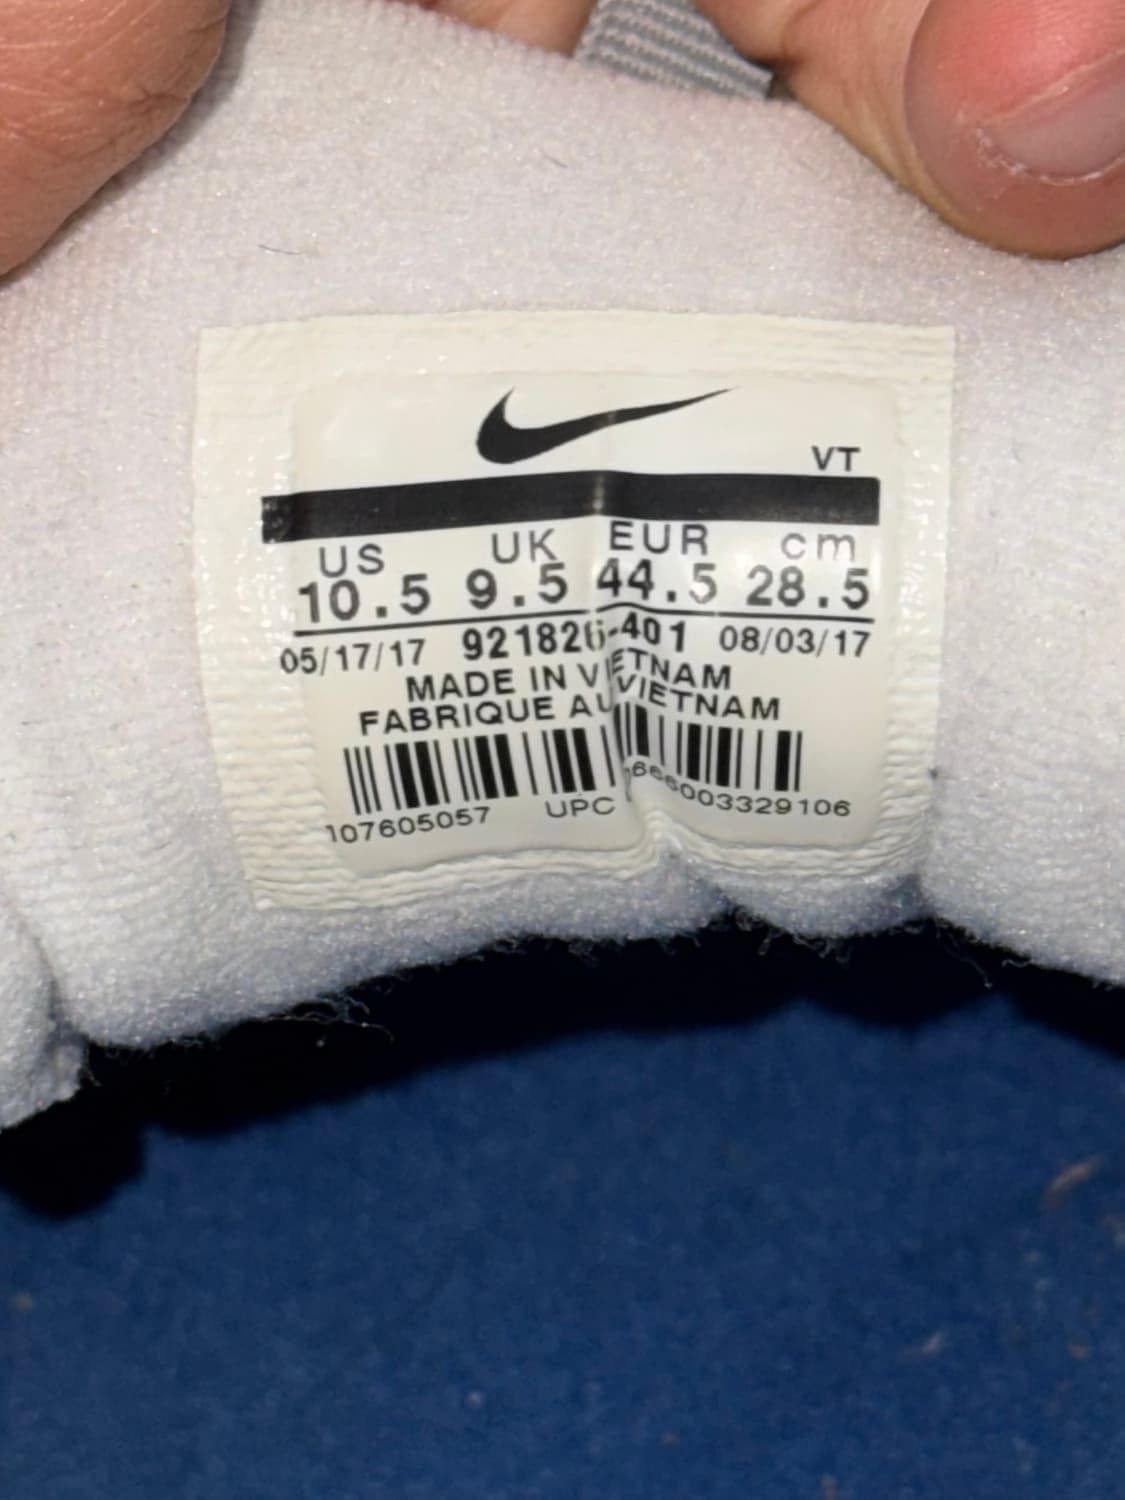 VT
US UK EUR cm
10.5 9.5 44.5 28.5
05/17/17 921826-401 08/03/17
MADE IN VIETNAM
FABRIQUE AU VIETNAM
107605057 UPC 666003329106